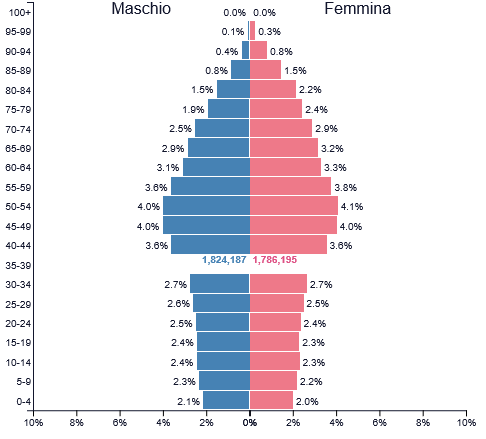 Maschio Femmina
100+ 0.0% 0.0%
95-99 0.1% 0.3%
90-94 0.4% 0.8%
85-89 0.8% 1.5%
80-84 1.5% 2.2%
75-79 1.9% 2.4%
70-74 2.5% 2.9%
65-69 2.9% 3.2%
60-64 3.1% 3.3%
55-59 3.6% 3.8%
50-54 4.0% 4.1%
45-49 4.0% 4.0%
40-44 3.6% 3.6%
35-39 1,824,187 1,786,195
30-34 2.7% 2.7%
25-29 2.6% 2.5%
20-24 2.5% 2.4%
15-19 2.4% 2.3%
10-14 2.4% 2.3%
5-9 2.3% 2.2%
0-4 2.1% 2.0%
10% 8% 6% 4% 2% 0% 2% 4% 6% 8% 10%